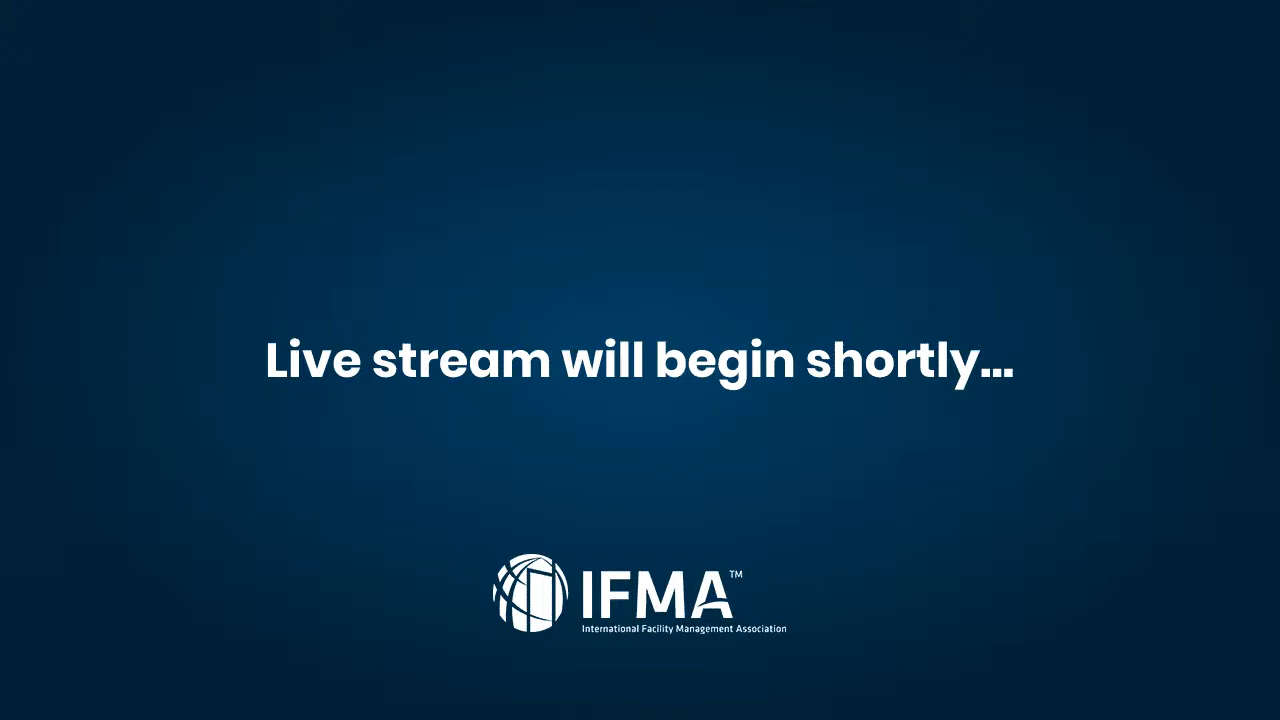 Live stream will begin shortly...
IFMA™
International Facility Management Association